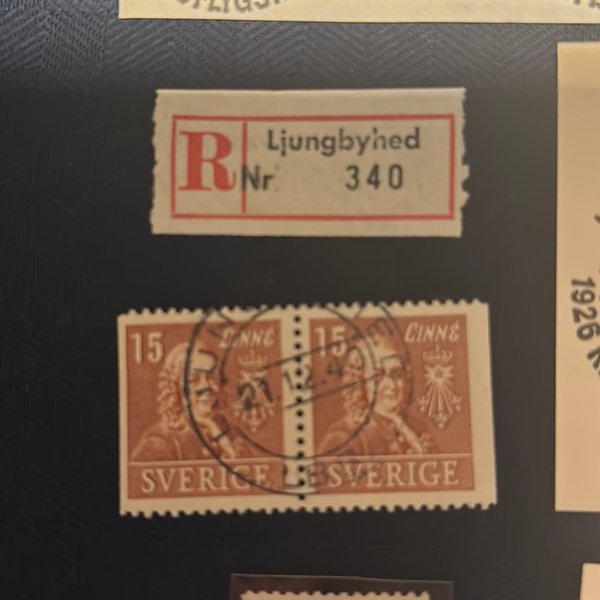 R
Ljungbyhed
Nr 340
15 LINNÉ
15 LINNÉ
SVERIGE
SVERIGE
1926